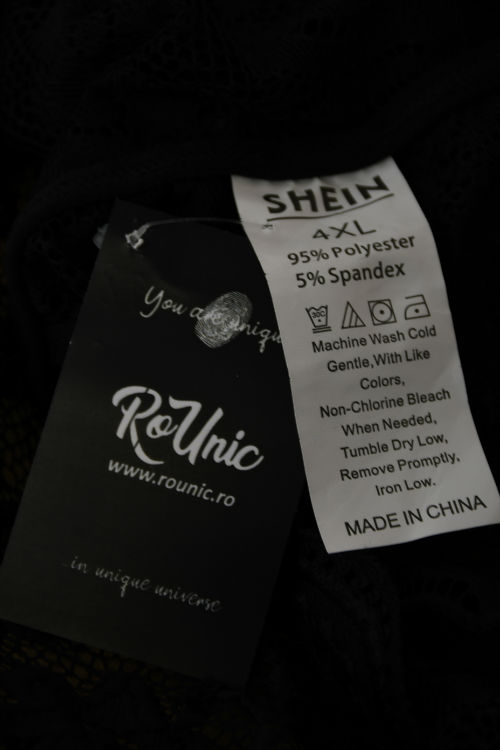 SHEIN
4XL
95% Polyester
5% Spandex
30C
Machine Wash Cold
Gentle,With Like
Colors,
Non-Chlorine Bleach
When Needed,
Tumble Dry Low,
Remove Promptly,
Iron Low.
MADE IN CHINA
You are unique
RoUnic
www.rounic.ro
..in unique universe